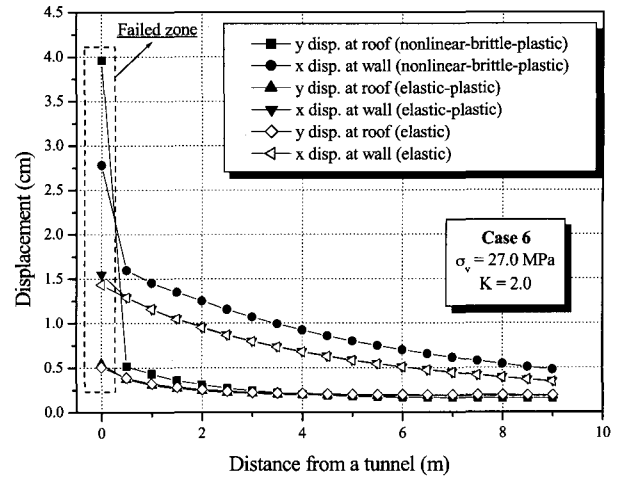 Failed zone
y disp. at roof (nonlinear-brittle-plastic)
x disp. at wall (nonlinear-brittle-plastic)
y disp. at roof (elastic-plastic)
x disp. at wall (elastic-plastic)
y disp. at roof (elastic)
x disp. at wall (elastic)
Case 6
σv = 27.0 MPa
K = 2.0
Displacement (cm)
4.5
4.0
3.5
3.0
2.5
2.0
1.5
1.0
0.5
0.0
0 2 4 6 8 10
Distance from a tunnel (m)